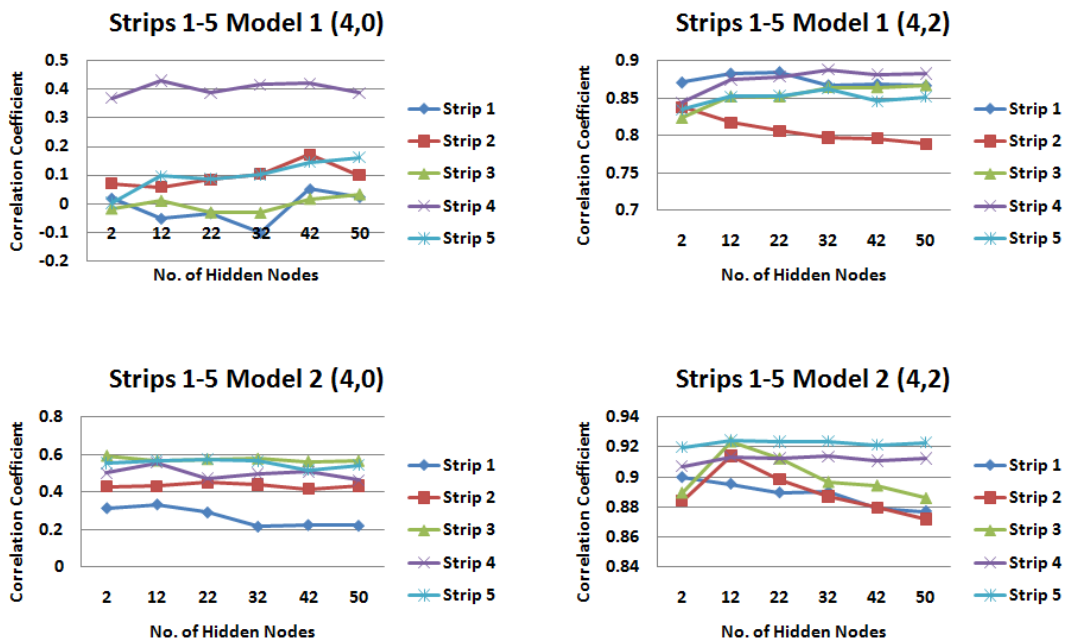 Strips 1-5 Model 1 (4,0)
Correlation Coefficient
0.5
0.4
0.3
0.2
0.1
0
-0.1
-0.2
2 12 22 32 42 50
No. of Hidden Nodes
Strip 1
Strip 2
Strip 3
Strip 4
Strip 5
Strips 1-5 Model 1 (4,2)
Correlation Coefficient
0.9
0.85
0.8
0.75
0.7
2 12 22 32 42 50
No. of Hidden Nodes
Strip 1
Strip 2
Strip 3
Strip 4
Strip 5
Strips 1-5 Model 2 (4,0)
Correlation Coefficient
0.8
0.6
0.4
0.2
0
2 12 22 32 42 50
No. of Hidden Nodes
Strip 1
Strip 2
Strip 3
Strip 4
Strip 5
Strips 1-5 Model 2 (4,2)
Correlation Coefficient
0.94
0.92
0.9
0.88
0.86
0.84
2 12 22 32 42 50
No. of Hidden Nodes
Strip 1
Strip 2
Strip 3
Strip 4
Strip 5